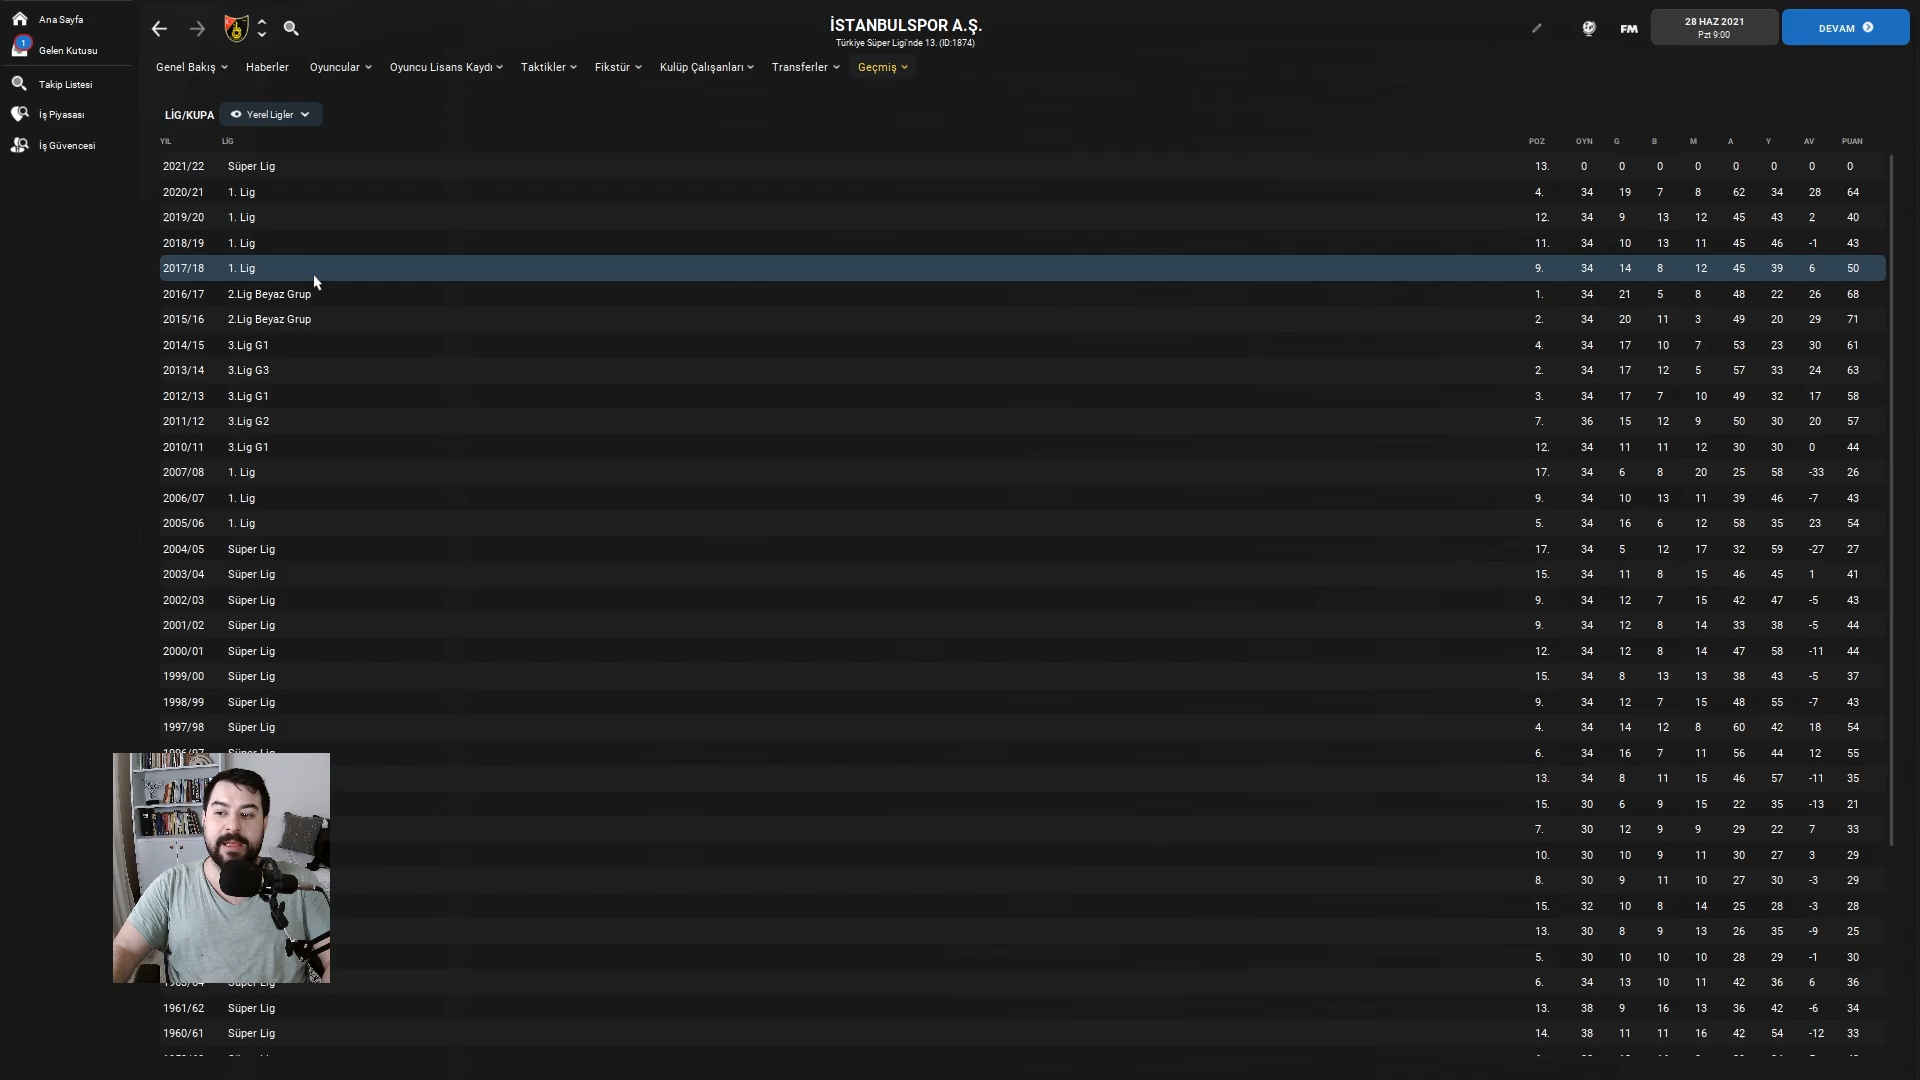 Ana Sayfa
1
Gelen Kutusu
Takip Listesi
İş Piyasası
İş Güvencesi
İSTANBULSPOR A.Ş.
Türkiye Süper Ligi'nde 13. (ID:1874)
FM
28 HAZ 2021
Pzt 9:00
DEVAM
Genel Bakış Haberler Oyuncular Oyuncu Lisans Kaydı Taktikler Fikstür Kulüp Çalışanları Transferler Geçmiş
LİG/KUPA Yerel Ligler
YIL LİG POZ OYN G B M A Y AV PUAN
2021/22 Süper Lig 13. 0 0 0 0 0 0 0 0
2020/21 1. Lig 4. 34 19 7 8 62 34 28 64
2019/20 1. Lig 12. 34 9 13 12 45 43 2 40
2018/19 1. Lig 11. 34 10 13 11 45 46 -1 43
2017/18 1. Lig 9. 34 14 8 12 45 39 6 50
2016/17 2.Lig Beyaz Grup 1. 34 21 5 8 48 22 26 68
2015/16 2.Lig Beyaz Grup 2. 34 20 11 3 49 20 29 71
2014/15 3.Lig G1 4. 34 17 10 7 53 23 30 61
2013/14 3.Lig G3 2. 34 17 12 5 57 33 24 63
2012/13 3.Lig G1 3. 34 17 7 10 49 32 17 58
2011/12 3.Lig G2 7. 36 15 12 9 50 30 20 57
2010/11 3.Lig G1 12. 34 11 11 12 30 30 0 44
2007/08 1. Lig 17. 34 6 8 20 25 58 -33 26
2006/07 1. Lig 9. 34 10 13 11 39 46 -7 43
2005/06 1. Lig 5. 34 16 6 12 58 35 23 54
2004/05 Süper Lig 17. 34 5 12 17 32 59 -27 27
2003/04 Süper Lig 15. 34 11 8 15 46 45 1 41
2002/03 Süper Lig 9. 34 12 7 15 42 47 -5 43
2001/02 Süper Lig 9. 34 12 8 14 33 38 -5 44
2000/01 Süper Lig 12. 34 12 8 14 47 58 -11 44
1999/00 Süper Lig 15. 34 8 13 13 38 43 -5 37
1998/99 Süper Lig 9. 34 12 7 15 48 55 -7 43
1997/98 Süper Lig 4. 34 14 12 8 60 42 18 54
1996/97 Süper Lig 6. 34 16 7 11 56 44 12 55
13. 34 8 11 15 46 57 -11 35
15. 30 6 9 15 22 35 -13 21
7. 30 12 9 9 29 22 7 33
10. 30 10 9 11 30 27 3 29
8. 30 9 11 10 27 30 -3 29
15. 32 10 8 14 25 28 -3 28
13. 30 8 9 13 26 35 -9 25
5. 30 10 10 10 28 29 -1 30
Süper Lig 6. 34 13 10 11 42 36 6 36
1961/62 Süper Lig 13. 38 9 16 13 36 42 -6 34
1960/61 Süper Lig 14. 38 11 11 16 42 54 -12 33